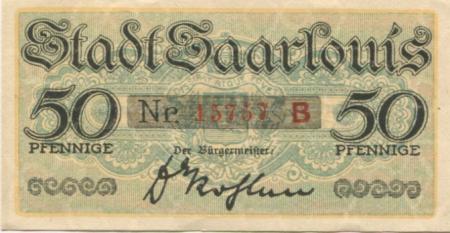 Stadt Saarlouis
50 Nr. 15757 B 50
PFENNIGE Der Bürgermeister: PFENNIGE